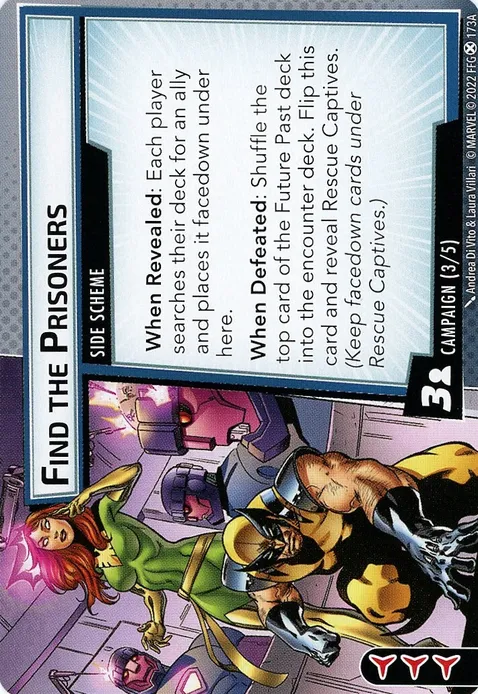 FIND THE PRISONERS
SIDE SCHEME
When Revealed: Each player
searches their deck for an ally
and places it facedown under
here.
When Defeated: Shuffle the
top card of the Future Past deck
into the encounter deck. Flip this
card and reveal Rescue Captives.
(Keep facedown cards under
Rescue Captives.)
3
CAMPAIGN (3/5)
Andrea Di Vito & Laura Villari © MARVEL © 2022 FFG 173A